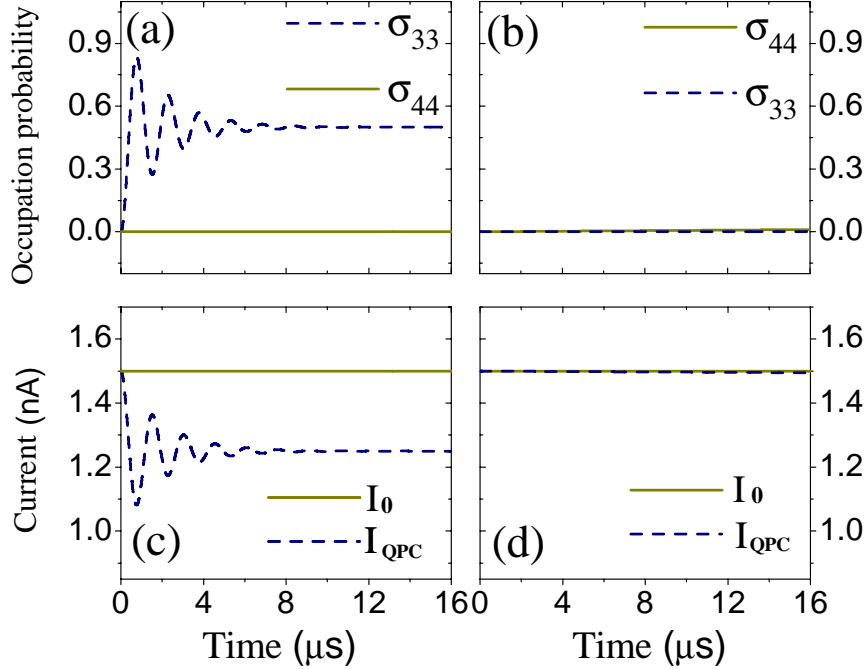 (a)
σ33
σ44
(b)
σ44
σ33
Occupation probability
0.9
0.6
0.3
0.0
0.9
0.6
0.3
0.0
Current (nA)
1.6
1.4
1.2
1.0
1.6
1.4
1.2
1.0
I0
IQPC
(c)
I0
IQPC
(d)
0 4 8 12 16
0 4 8 12 16
Time (μs)
Time (μs)